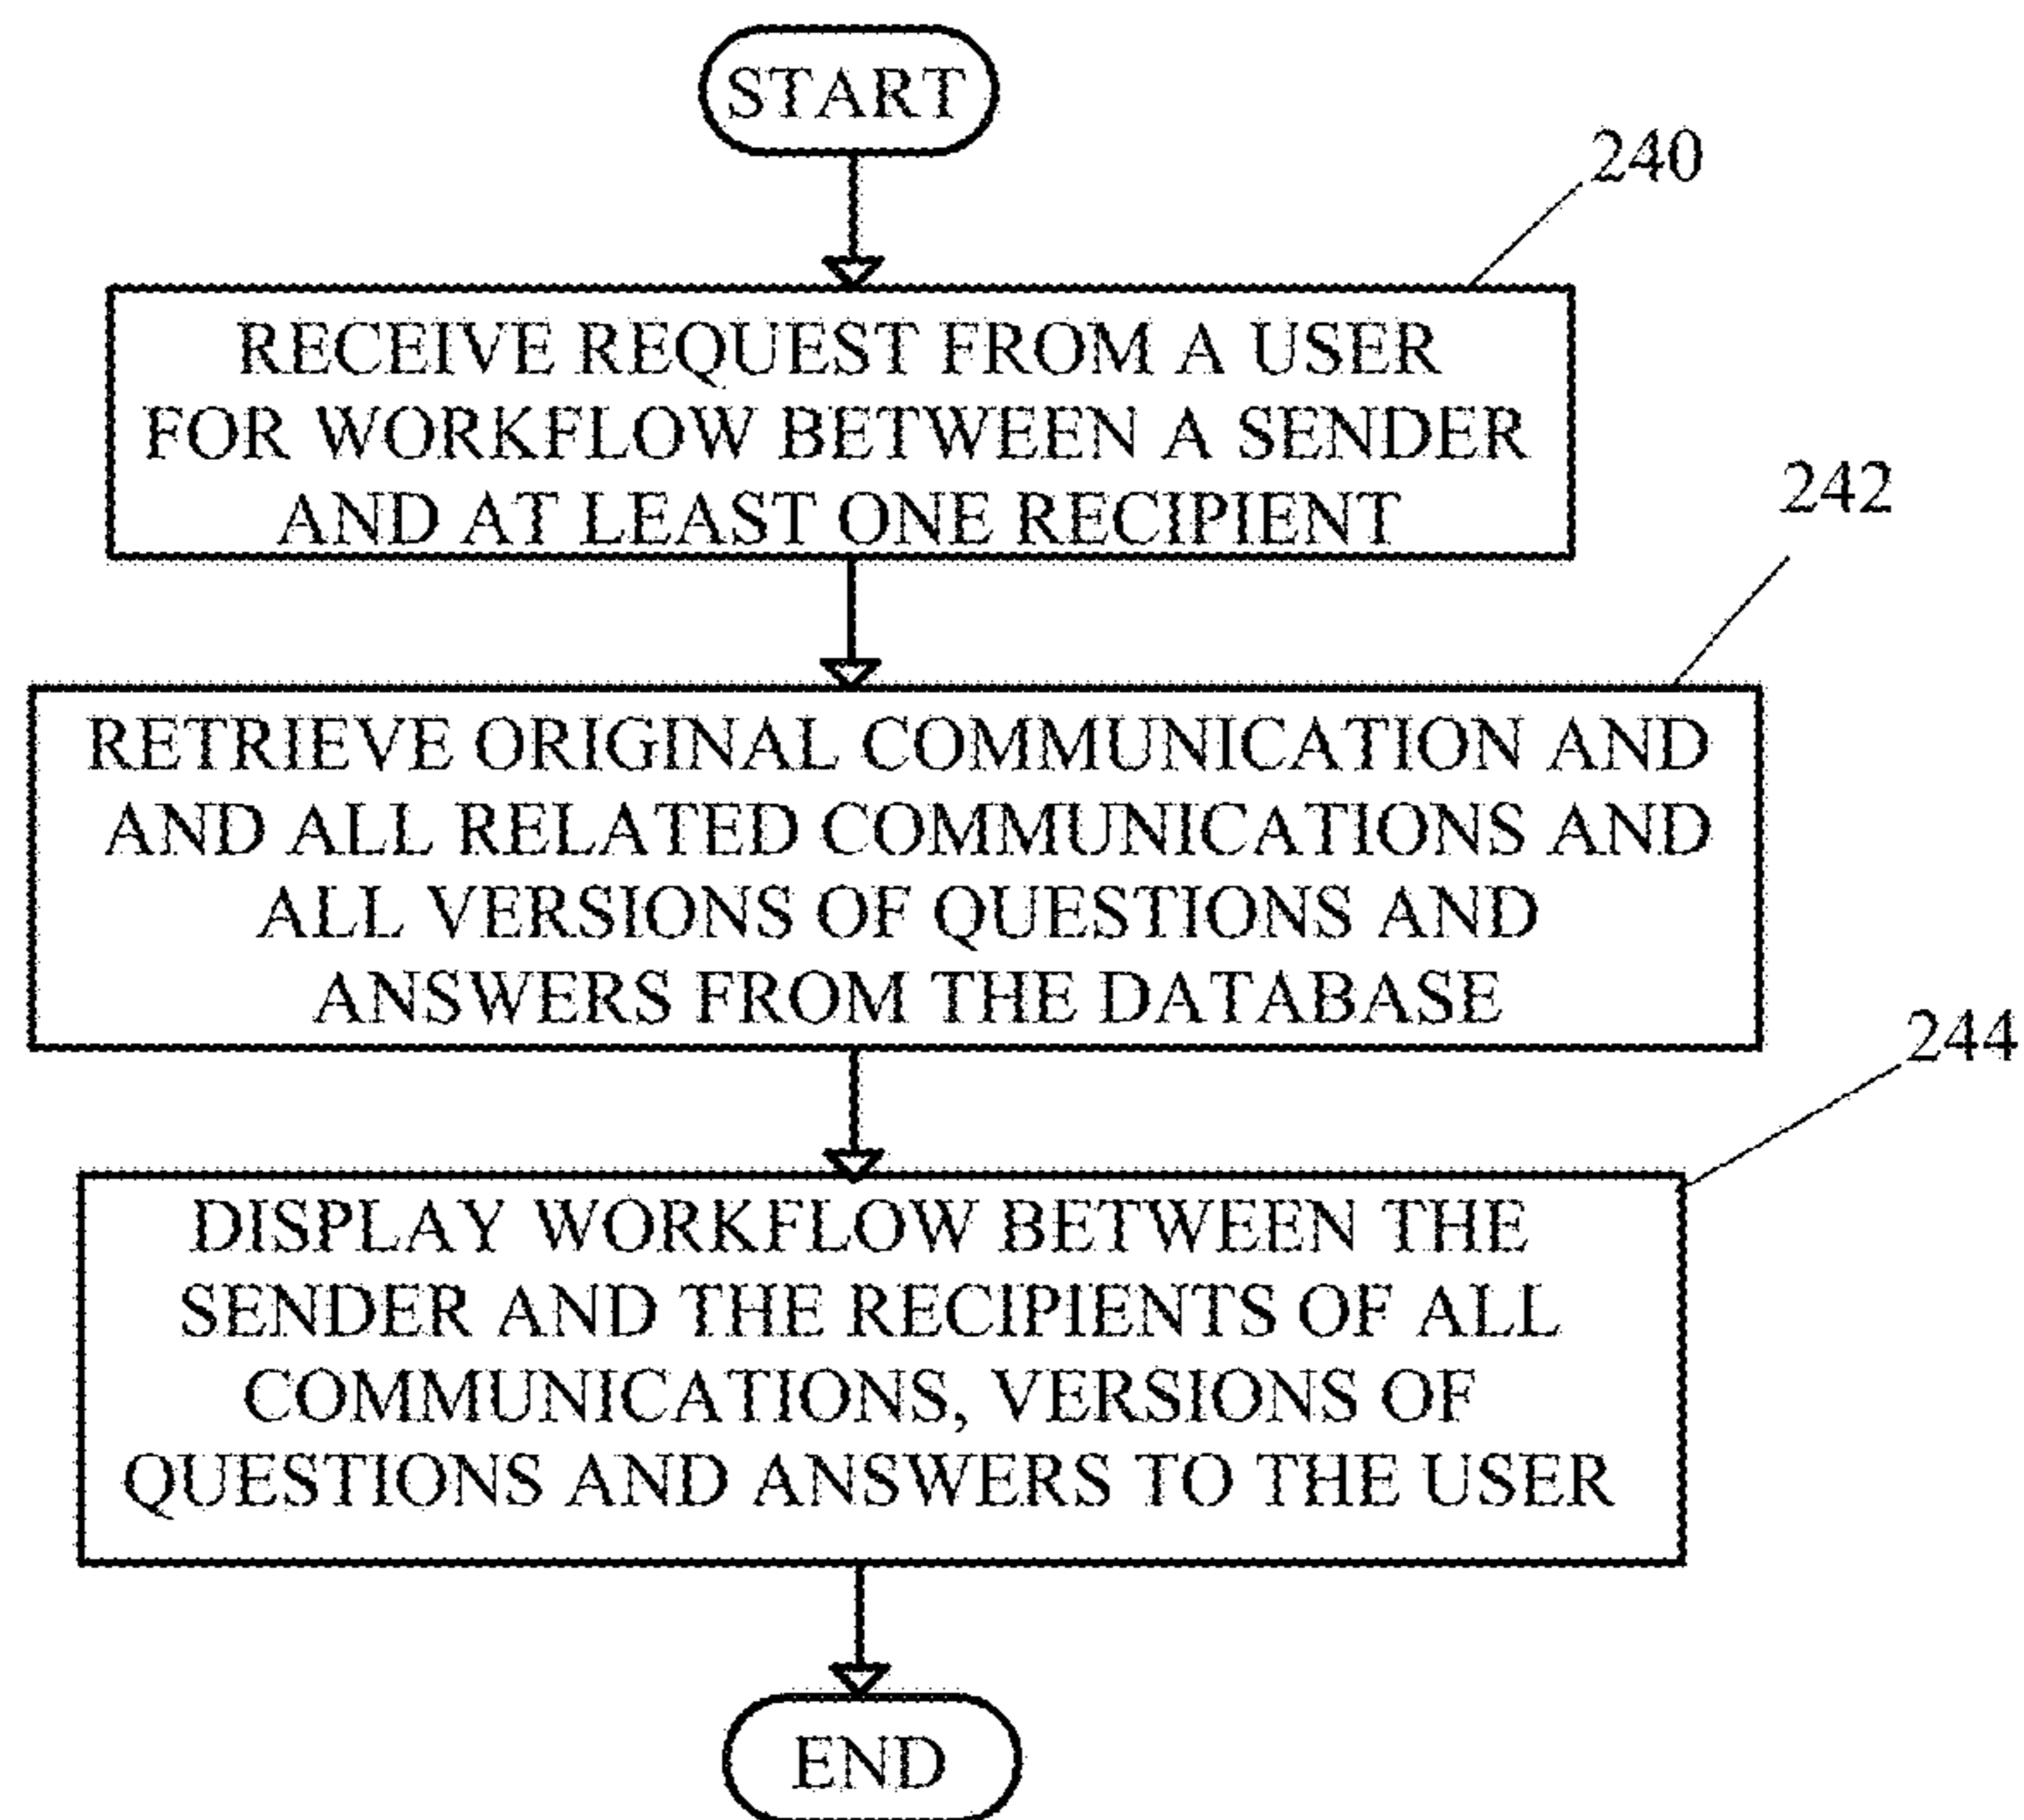 START
240
RECEIVE REQUEST FROM A USER
FOR WORKFLOW BETWEEN A SENDER
AND AT LEAST ONE RECIPIENT
242
RETRIEVE ORIGINAL COMMUNICATION AND
AND ALL RELATED COMMUNICATIONS AND
ALL VERSIONS OF QUESTIONS AND
ANSWERS FROM THE DATABASE
244
DISPLAY WORKFLOW BETWEEN THE
SENDER AND THE RECIPIENTS OF ALL
COMMUNICATIONS, VERSIONS OF
QUESTIONS AND ANSWERS TO THE USER
END